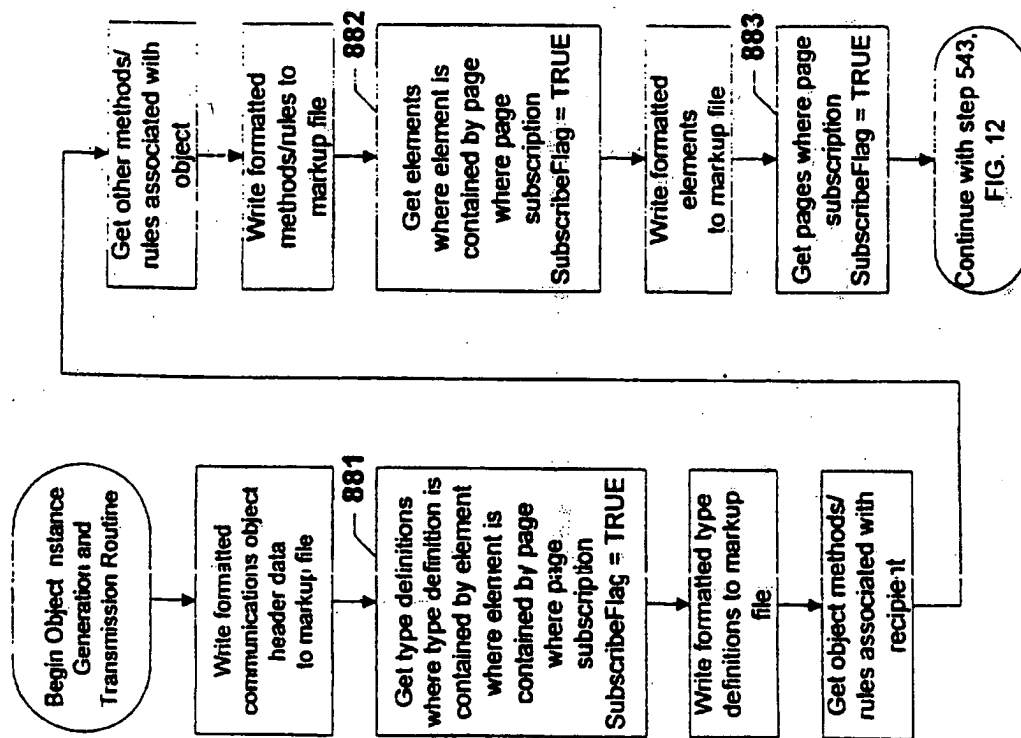 Begin Object nstance
Generation and
Transmission Routine
Write formatted
communications object
header data
to markup file
881
Get type definitions
where type definition is
contained by element
where element is
contained by page
where page
subscription
SubscribeFlag = TRUE
Write formatted type
definitions to markup
file
Get object methods/
rules associated with
recipient
Get other methods/
rules associated with
object
Write formatted
methods/rules to
markup file
882
Get elements
where element is
contained by page
where page
subscription
SubscribeFlag = TRUE
Write formatted
elements
to markup file
883
Get pages where page
subscription
SubscribeFlag = TRUE
Continue with step 543,
FIG. 12